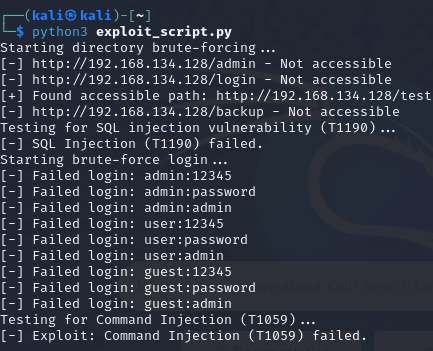 ┌──(kali㉿kali)-[~]
└─$ python3 exploit_script.py
Starting directory brute-forcing...
[-] http://192.168.134.128/admin - Not accessible
[-] http://192.168.134.128/login - Not accessible
[+] Found accessible path: http://192.168.134.128/test
[-] http://192.168.134.128/backup - Not accessible
Testing for SQL injection vulnerability (T1190)...
[-] SQL Injection (T1190) failed.
Starting brute-force login...
[-] Failed login: admin:12345
[-] Failed login: admin:password
[-] Failed login: admin:admin
[-] Failed login: user:12345
[-] Failed login: user:password
[-] Failed login: user:admin
[-] Failed login: guest:12345
[-] Failed login: guest:password
[-] Failed login: guest:admin
Testing for Command Injection (T1059)...
[-] Exploit: Command Injection (T1059) failed.